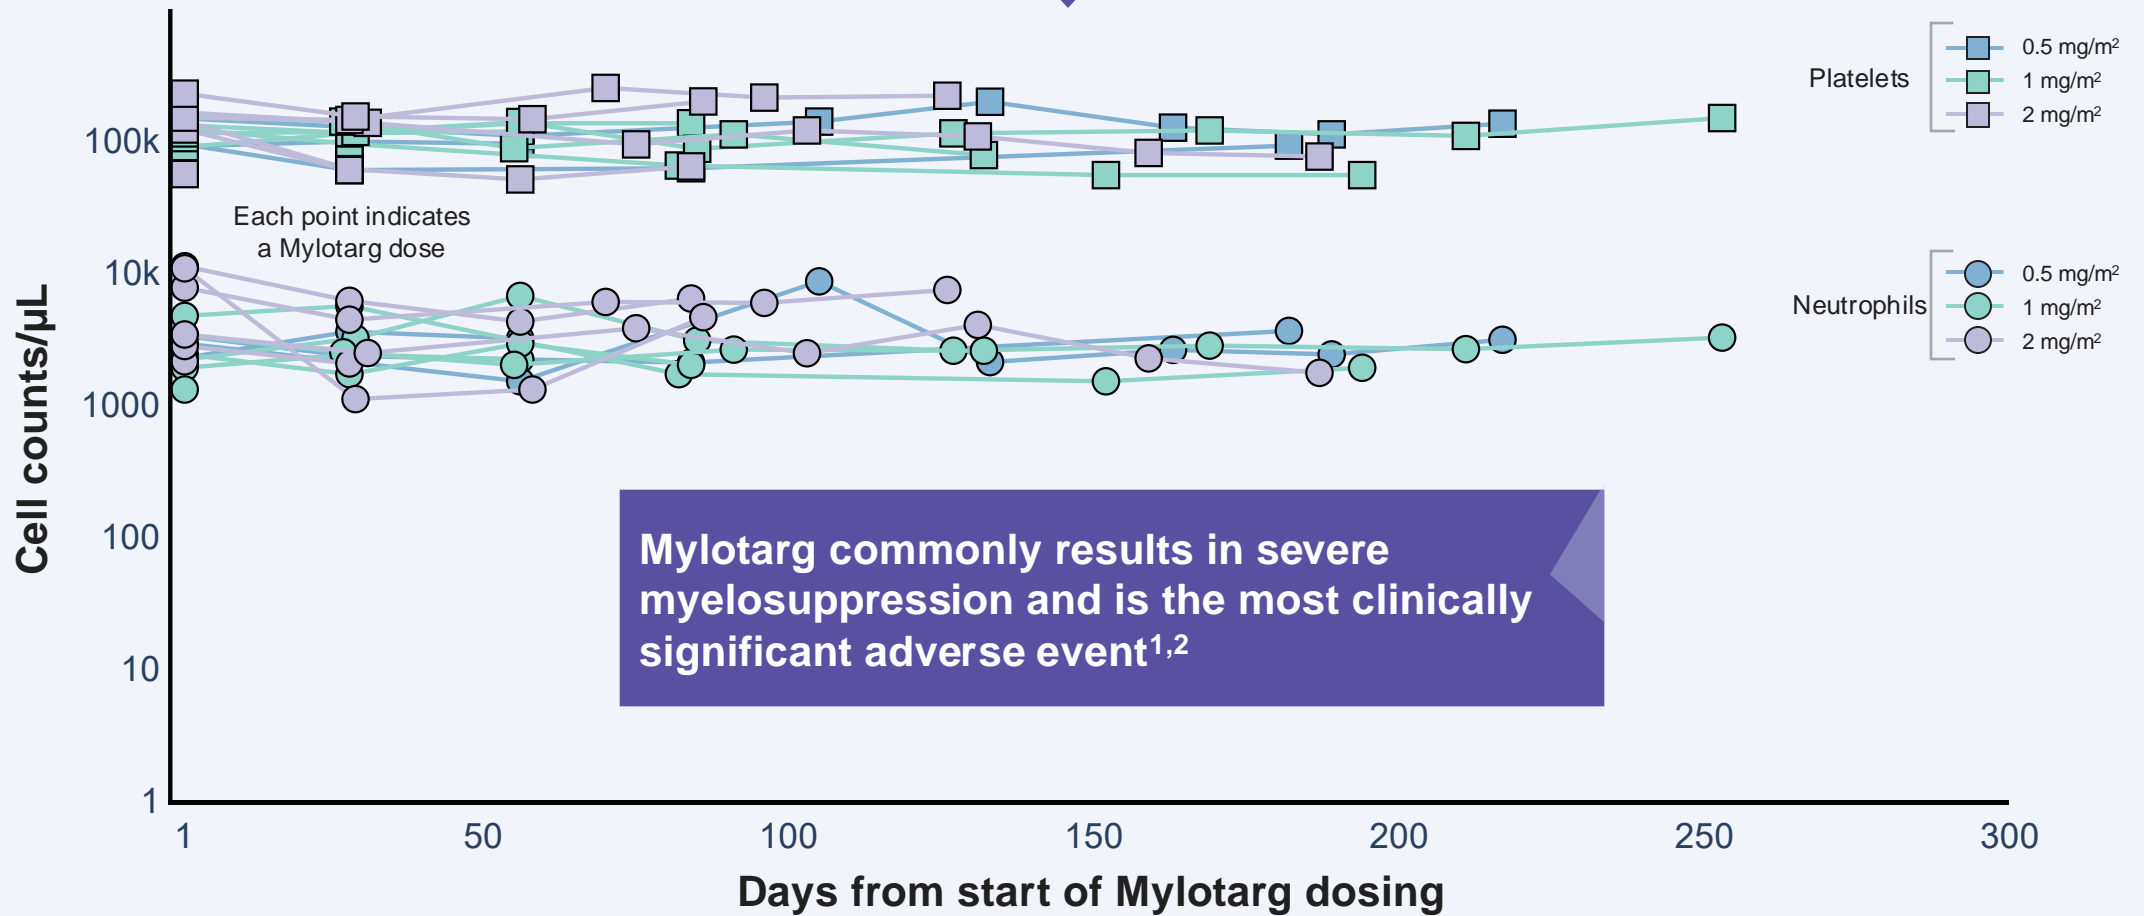 Platelets
0.5 mg/m²
1 mg/m²
2 mg/m²
Each point indicates
a Mylotarg dose
Neutrophils
0.5 mg/m²
1 mg/m²
2 mg/m²
Cell counts/µL
100k
10k
1000
100
10
1
Mylotarg commonly results in severe
myelosuppression and is the most clinically
significant adverse event¹,²
1 50 100 150 200 250 300
Days from start of Mylotarg dosing